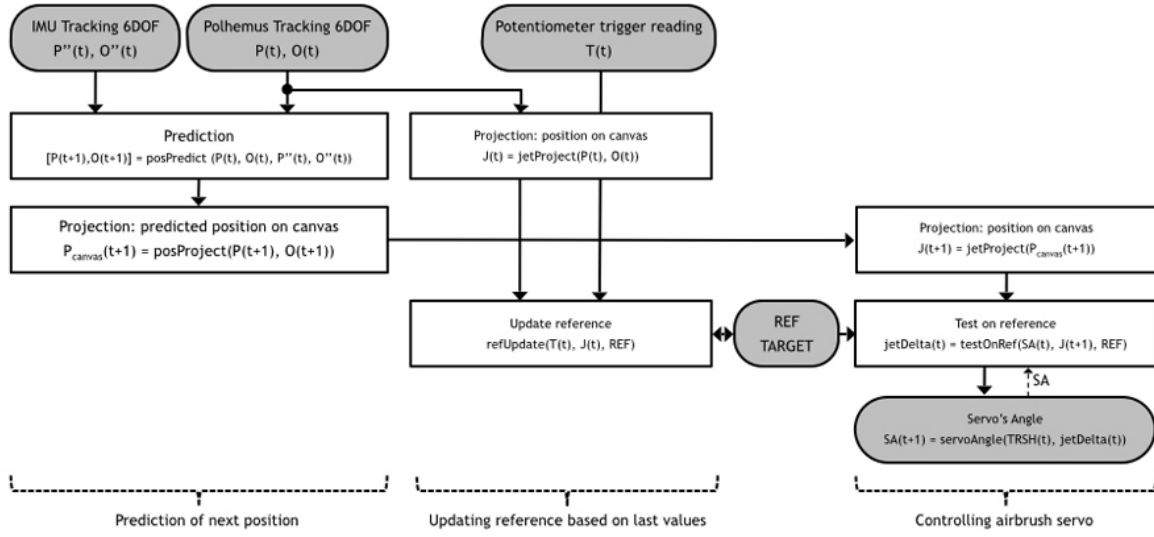 IMU Tracking 6DOF
P’’(t), O’’(t)
Polhemus Tracking 6DOF
P(t), O(t)
Potentiometer trigger reading
T(t)
Prediction
[P(t+1),O(t+1)] = posPredict (P(t), O(t), P’’(t), O’’(t))
Projection: position on canvas
J(t) = jetProject(P(t), O(t))
Projection: predicted position on canvas
Pcanvas(t+1) = posProject(P(t+1), O(t+1))
Projection: position on canvas
J(t+1) = jetProject(Pcanvas(t+1))
Update reference
refUpdate(T(t), J(t), REF)
REF
TARGET
Test on reference
jetDelta(t) = testOnRef(SA(t), J(t+1), REF)
SA
Servo’s Angle
SA(t+1) = servoAngle(TRSH(t), jetDelta(t))
Prediction of next position
Updating reference based on last values
Controlling airbrush servo